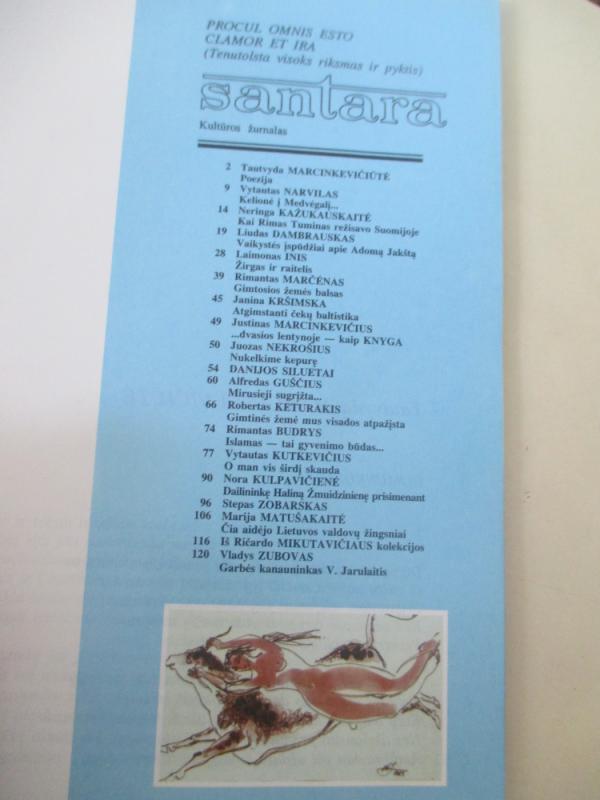 PROCUL OMNIS ESTO
CLAMOR ET IRA
(Tenutolsta visoks riksmas ir pyktis)
santara
Kultūros žurnalas
2 Tautvyda MARCINKEVIČIŪTĖ
Poezija
9 Vytautas NARVILAS
Kelionė į Medvėgalį...
14 Neringa KAŽUKAUSKAITĖ
Kai Rimas Tuminas režisavo Suomijoje
19 Liudas DAMBRAUSKAS
Vaikystės įspūdžiai apie Adomą Jakštą
28 Laimonas INIS
Žirgas ir raitelis
39 Rimantas MARČĖNAS
Gimtosios žemės balsas
45 Janina KRŠIMSKA
Atgimstanti čekų baltistika
49 Justinas MARCINKEVIČIUS
...dvasios lentynoje — kaip KNYGA
50 Juozas NEKROŠIUS
Nukelkime kepurę
54 DANIJOS SILUETAI
60 Alfredas GUŠČIUS
Mirusieji sugrįžta...
66 Robertas KETURAKIS
Gimtinės žemė mus visados atpažįsta
74 Rimantas BUDRYS
Islamas — tai gyvenimo būdas...
77 Vytautas KUTKEVIČIUS
O man vis širdį skauda
90 Nora KULPAVIČIENĖ
Dailininkę Haliną Žmuidzinienę prisimenant
96 Stepas ZOBARSKAS
106 Marija MATUŠAKAITĖ
Čia aidėjo Lietuvos valdovų žingsniai
116 Iš Ričardo MIKUTAVIČIAUS kolekcijos
120 Vladys ZUBOVAS
Garbės kanauninkas V. Jarulaitis